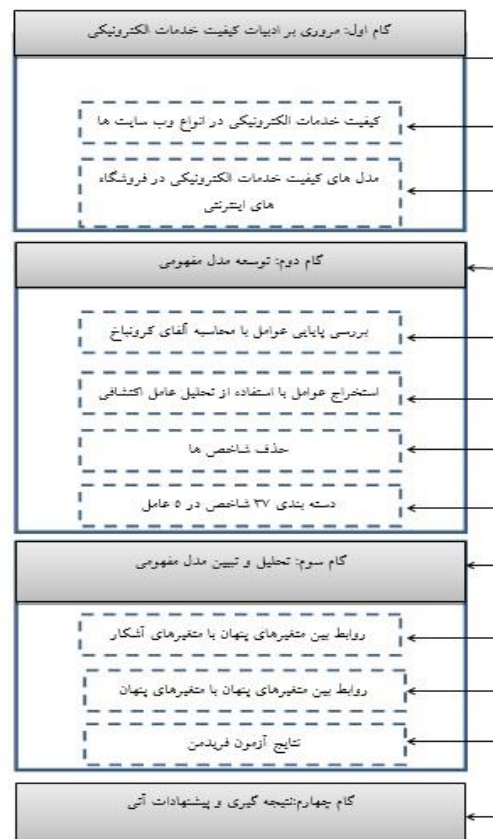 گام اول: مروری بر ادبیات کیفیت خدمات الکترونیکی
کیفیت خدمات الکترونیکی در انواع وب سایت ها
مدل های کیفیت خدمات الکترونیکی در فروشگاه
های اینترنتی
گام دوم: توسعه مدل مفهومی
بررسی پایایی عوامل با محاسبه آلفای کرونباخ
استخراج عوامل با استفاده از تحلیل عامل اکتشافی
حذف شاخص ها
دسته بندی ۳۷ شاخص در ۵ عامل
گام سوم: تحلیل و تبیین مدل مفهومی
روابط بین متغیرهای پنهان با متغیرهای آشکار
روابط بین متغیرهای پنهان با متغیرهای پنهان
نتایج آزمون فریدمن
گام چهارم:نتیجه گیری و پیشنهادات آتی